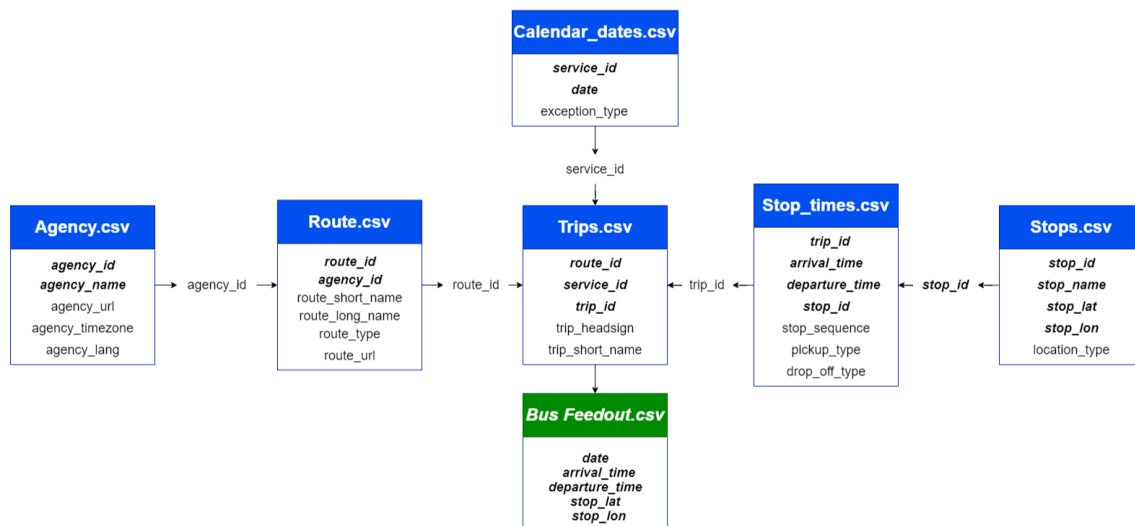 Calendar_dates.csv
service_id
date
exception_type
service_id
Agency.csv
agency_id
agency_name
agency_url
agency_timezone
agency_lang
agency_id
Route.csv
route_id
agency_id
route_short_name
route_long_name
route_type
route_url
route_id
Trips.csv
route_id
service_id
trip_id
trip_headsign
trip_short_name
trip_id
Stop_times.csv
trip_id
arrival_time
departure_time
stop_id
stop_sequence
pickup_type
drop_off_type
stop_id
Stops.csv
stop_id
stop_name
stop_lat
stop_lon
location_type
Bus Feedout.csv
date
arrival_time
departure_time
stop_lat
stop_lon